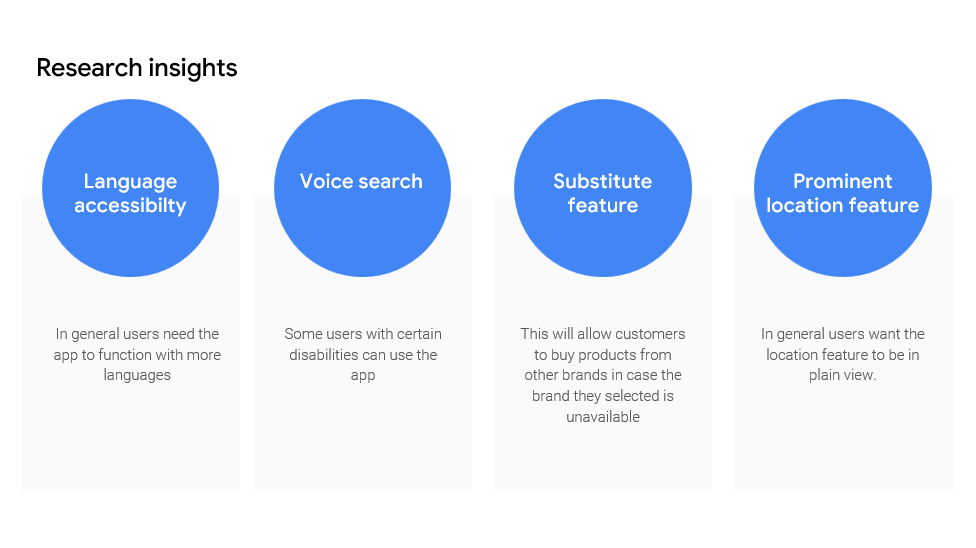 Research insights
Language
accessibilty
In general users need the
app to function with more
languages
Voice search
Some users with certain
disabilities can use the
app
Substitute
feature
This will allow customers
to buy products from
other brands in case the
brand they selected is
unavailable
Prominent
location feature
In general users want the
location feature to be in
plain view.